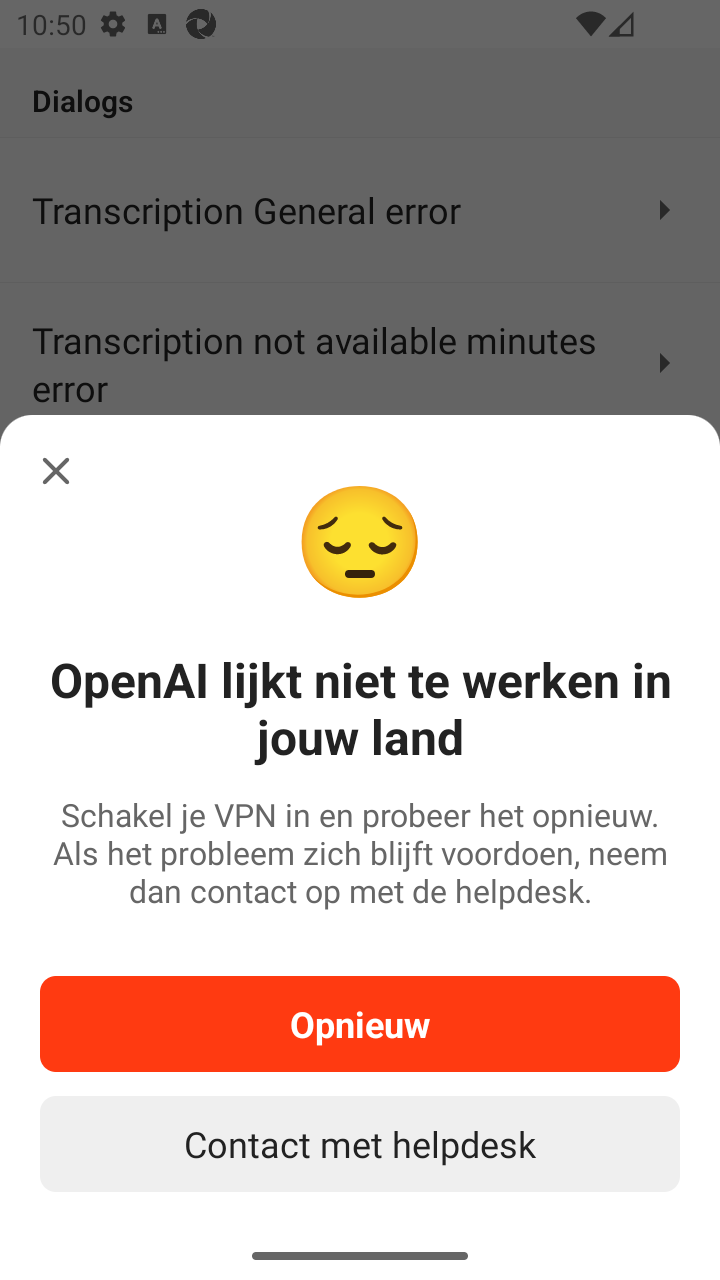 10:50
Dialogs
Transcription General error
Transcription not available minutes
error
OpenAI lijkt niet te werken in
jouw land
Schakel je VPN in en probeer het opnieuw.
Als het probleem zich blijft voordoen, neem
dan contact op met de helpdesk.
Opnieuw
Contact met helpdesk